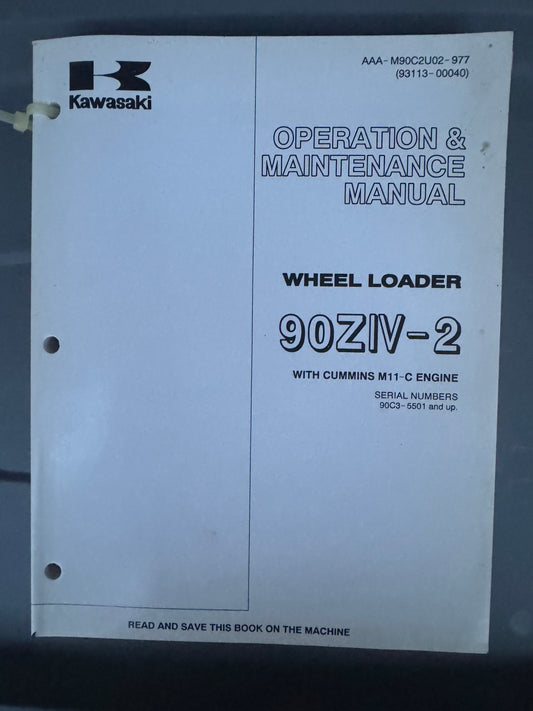 Kawasaki
AAA-M90C2U02-977
(93113-00040)
OPERATION &
MAINTENANCE
MANUAL
WHEEL LOADER
90ZIV-2
WITH CUMMINS M11-C ENGINE
SERIAL NUMBERS
90C3-5501 and up.
READ AND SAVE THIS BOOK ON THE MACHINE